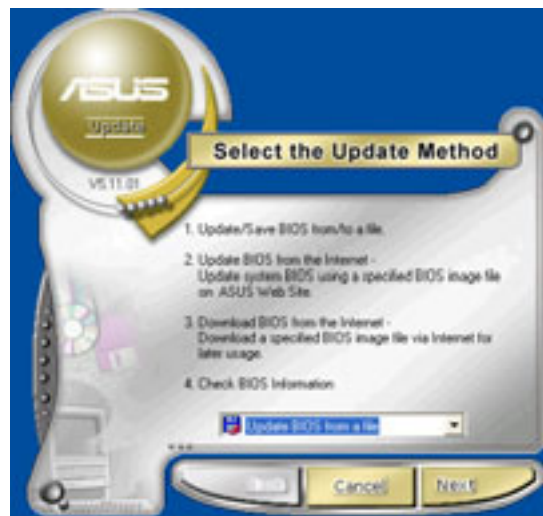 ASUS
Update
V5.11.01
Select the Update Method
1. Update/Save BIOS from/to a file.
2. Update BIOS from the Internet -
Update system BIOS using a specified BIOS image file
on ASUS Web Site.
3. Download BIOS from the Internet -
Download a specified BIOS image file via Internet for
later usage.
4. Check BIOS Information
Update BIOS from a file
Cancel
Next